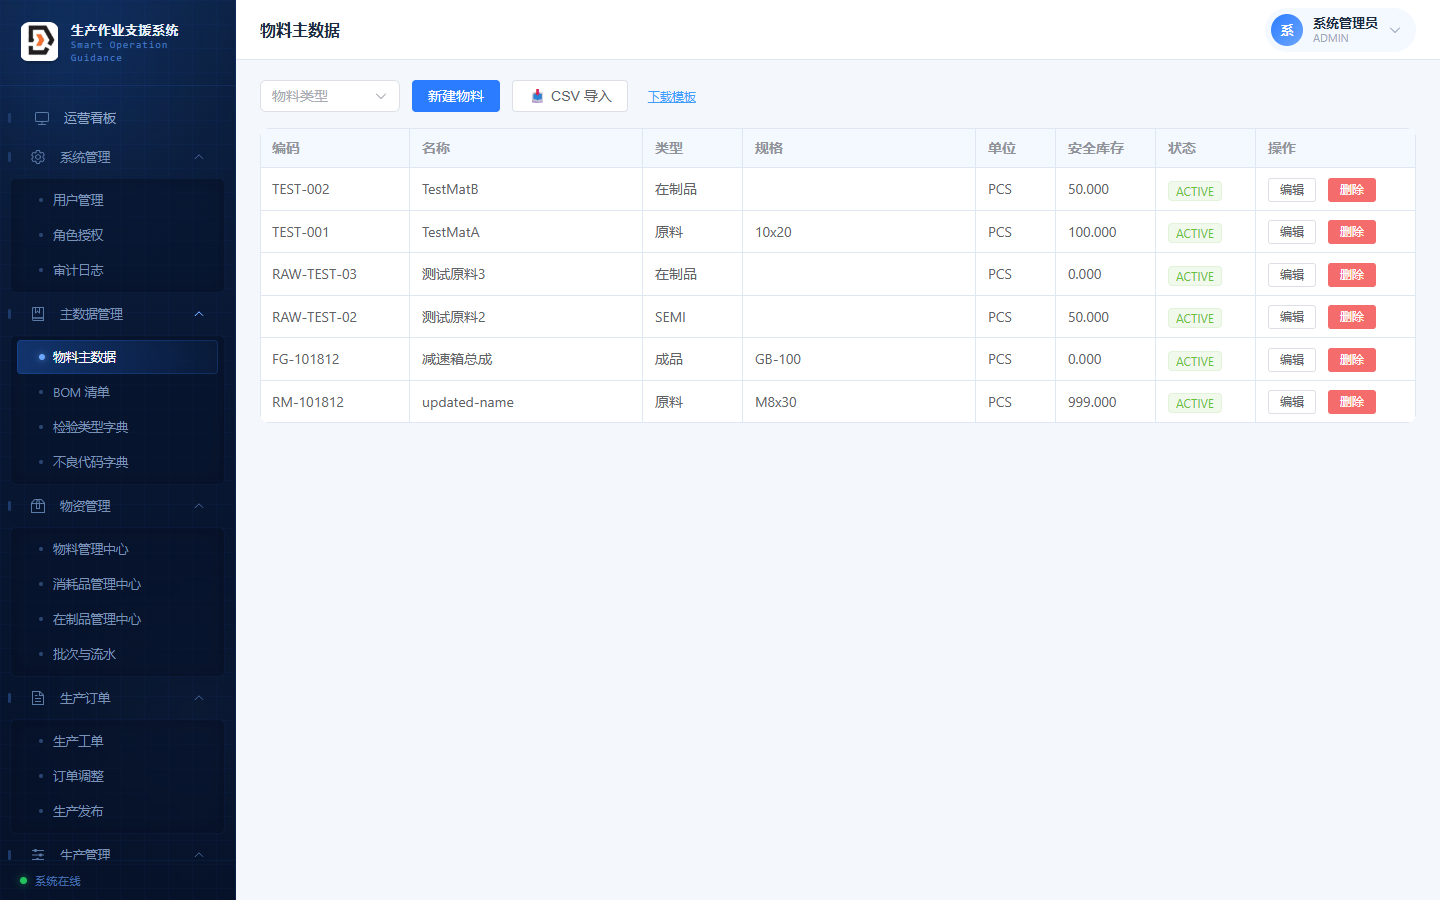 生产作业支援系统
Smart Operation
Guidance
运营看板
系统管理
用户管理
角色授权
审计日志
主数据管理
物料主数据
BOM 清单
检验类型字典
不良代码字典
物资管理
物料管理中心
消耗品管理中心
在制品管理中心
批次与流水
生产订单
生产工单
订单调整
生产发布
生产管理
系统在线
物料主数据
系 系统管理员
ADMIN
物料类型 新建物料 CSV 导入 下载模板
编码 名称 类型 规格 单位 安全库存 状态 操作
TEST-002 TestMatB 在制品 PCS 50.000 ACTIVE 编辑 删除
TEST-001 TestMatA 原料 10x20 PCS 100.000 ACTIVE 编辑 删除
RAW-TEST-03 测试原料3 在制品 PCS 0.000 ACTIVE 编辑 删除
RAW-TEST-02 测试原料2 SEMI PCS 50.000 ACTIVE 编辑 删除
FG-101812 减速箱总成 成品 GB-100 PCS 0.000 ACTIVE 编辑 删除
RM-101812 updated-name 原料 M8x30 PCS 999.000 ACTIVE 编辑 删除